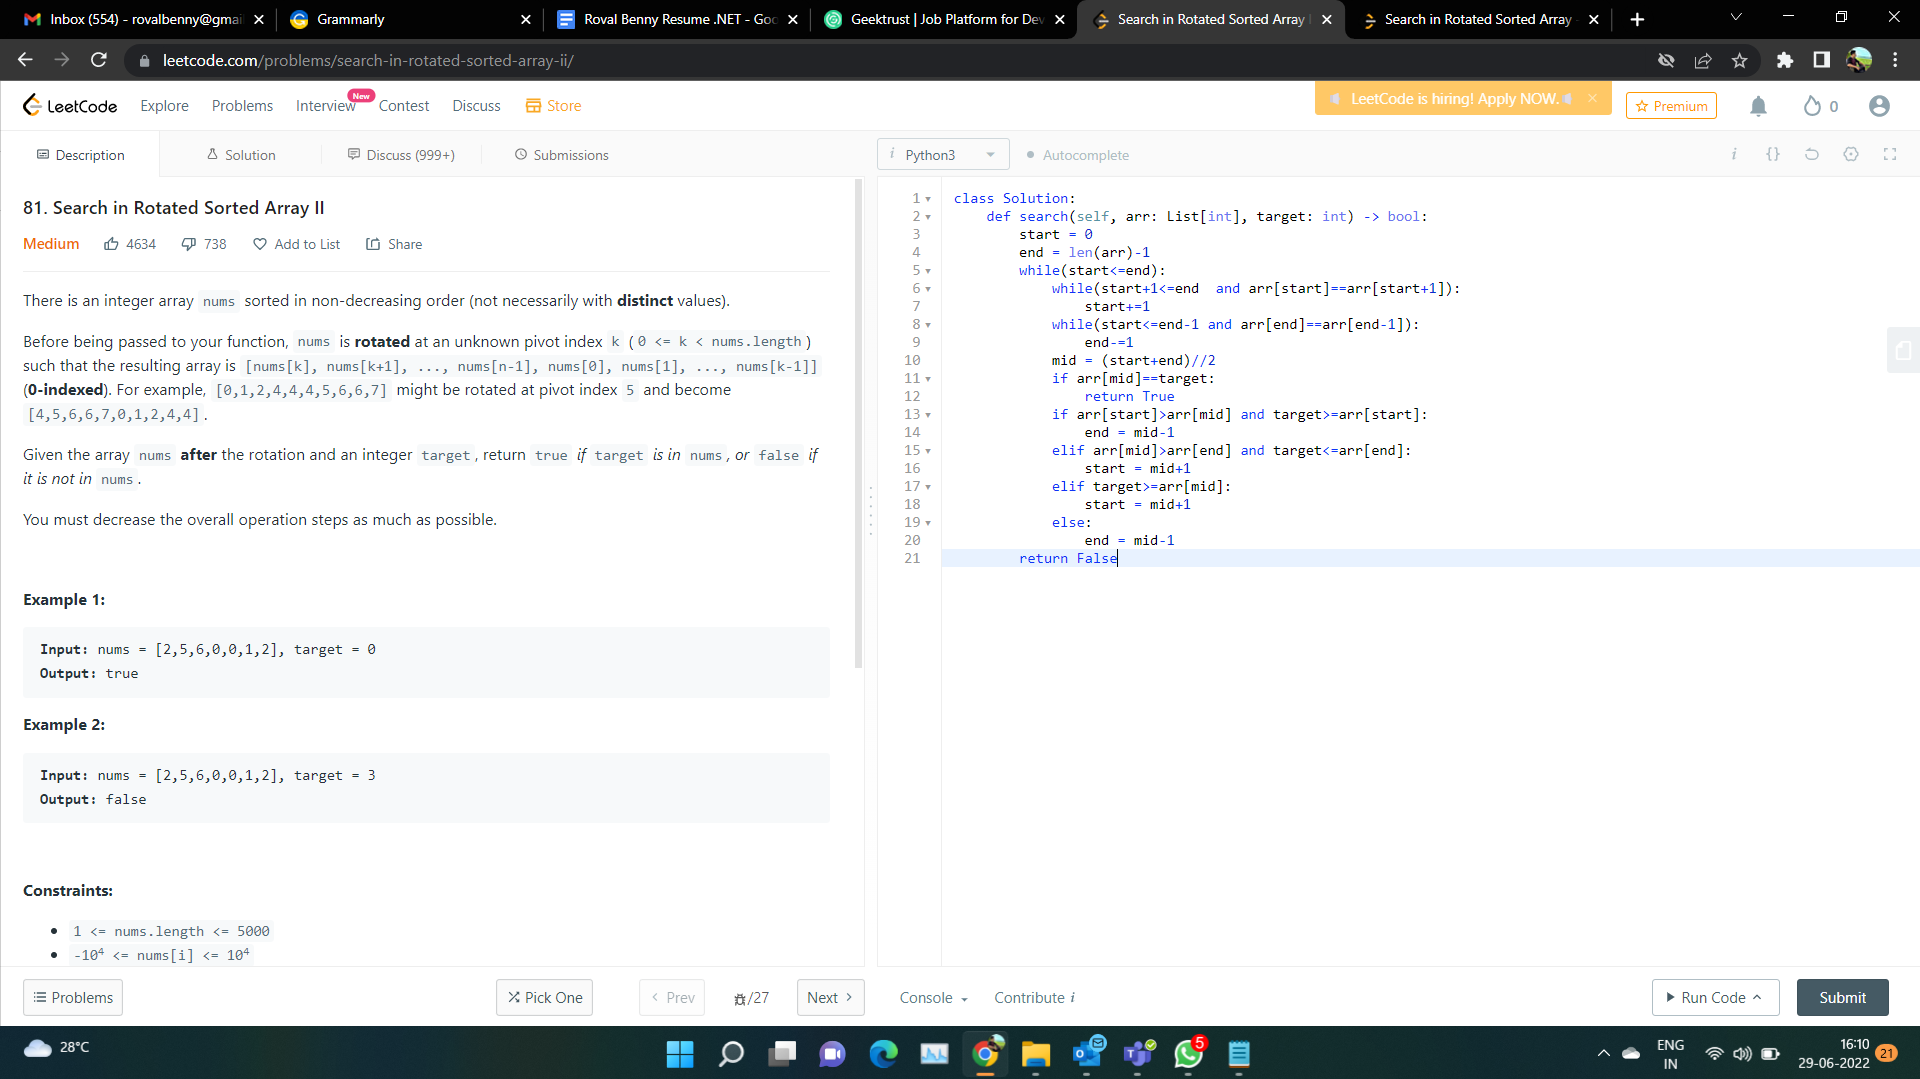 Inbox (554) - rovalbenny@gmai
Grammarly
Roval Benny Resume .NET - Goo
Geektrust | Job Platform for Dev
Search in Rotated Sorted Array I
Search in Rotated Sorted Array -
leetcode.com/problems/search-in-rotated-sorted-array-ii/
LeetCode
Explore
Problems
Interview
New
Contest
Discuss
Store
LeetCode is hiring! Apply NOW.
Premium
0
Description
Solution
Discuss (999+)
Submissions
i Python3
Autocomplete
i {}
81. Search in Rotated Sorted Array II
Medium
4634
738
Add to List
Share
There is an integer array nums sorted in non-decreasing order (not necessarily with distinct values).
Before being passed to your function, nums is rotated at an unknown pivot index k (0 <= k < nums.length)
such that the resulting array is [nums[k], nums[k+1], ..., nums[n-1], nums[0], nums[1], ..., nums[k-1]]
(0-indexed). For example, [0,1,2,4,4,4,5,6,6,7] might be rotated at pivot index 5 and become
[4,5,6,6,7,0,1,2,4,4].
Given the array nums after the rotation and an integer target, return true if target is in nums, or false if
it is not in nums.
You must decrease the overall operation steps as much as possible.
Example 1:
Input: nums = [2,5,6,0,0,1,2], target = 0
Output: true
Example 2:
Input: nums = [2,5,6,0,0,1,2], target = 3
Output: false
Constraints:
1 <= nums.length <= 5000
-10⁴ <= nums[i] <= 10⁴
1 class Solution:
2     def search(self, arr: List[int], target: int) -> bool:
3         start = 0
4         end = len(arr)-1
5         while(start<=end):
6             while(start+1<=end  and arr[start]==arr[start+1]):
7                 start+=1
8             while(start<=end-1 and arr[end]==arr[end-1]):
9                 end-=1
10             mid = (start+end)//2
11             if arr[mid]==target:
12                 return True
13             if arr[start]>arr[mid] and target>=arr[start]:
14                 end = mid-1
15             elif arr[mid]>arr[end] and target<=arr[end]:
16                 start = mid+1
17             elif target>=arr[mid]:
18                 start = mid+1
19             else:
20                 end = mid-1
21         return False
Problems
Pick One
Prev
/27
Next
Console
Contribute i
Run Code
Submit
28°C
5
ENG
IN
16:10
29-06-2022
21